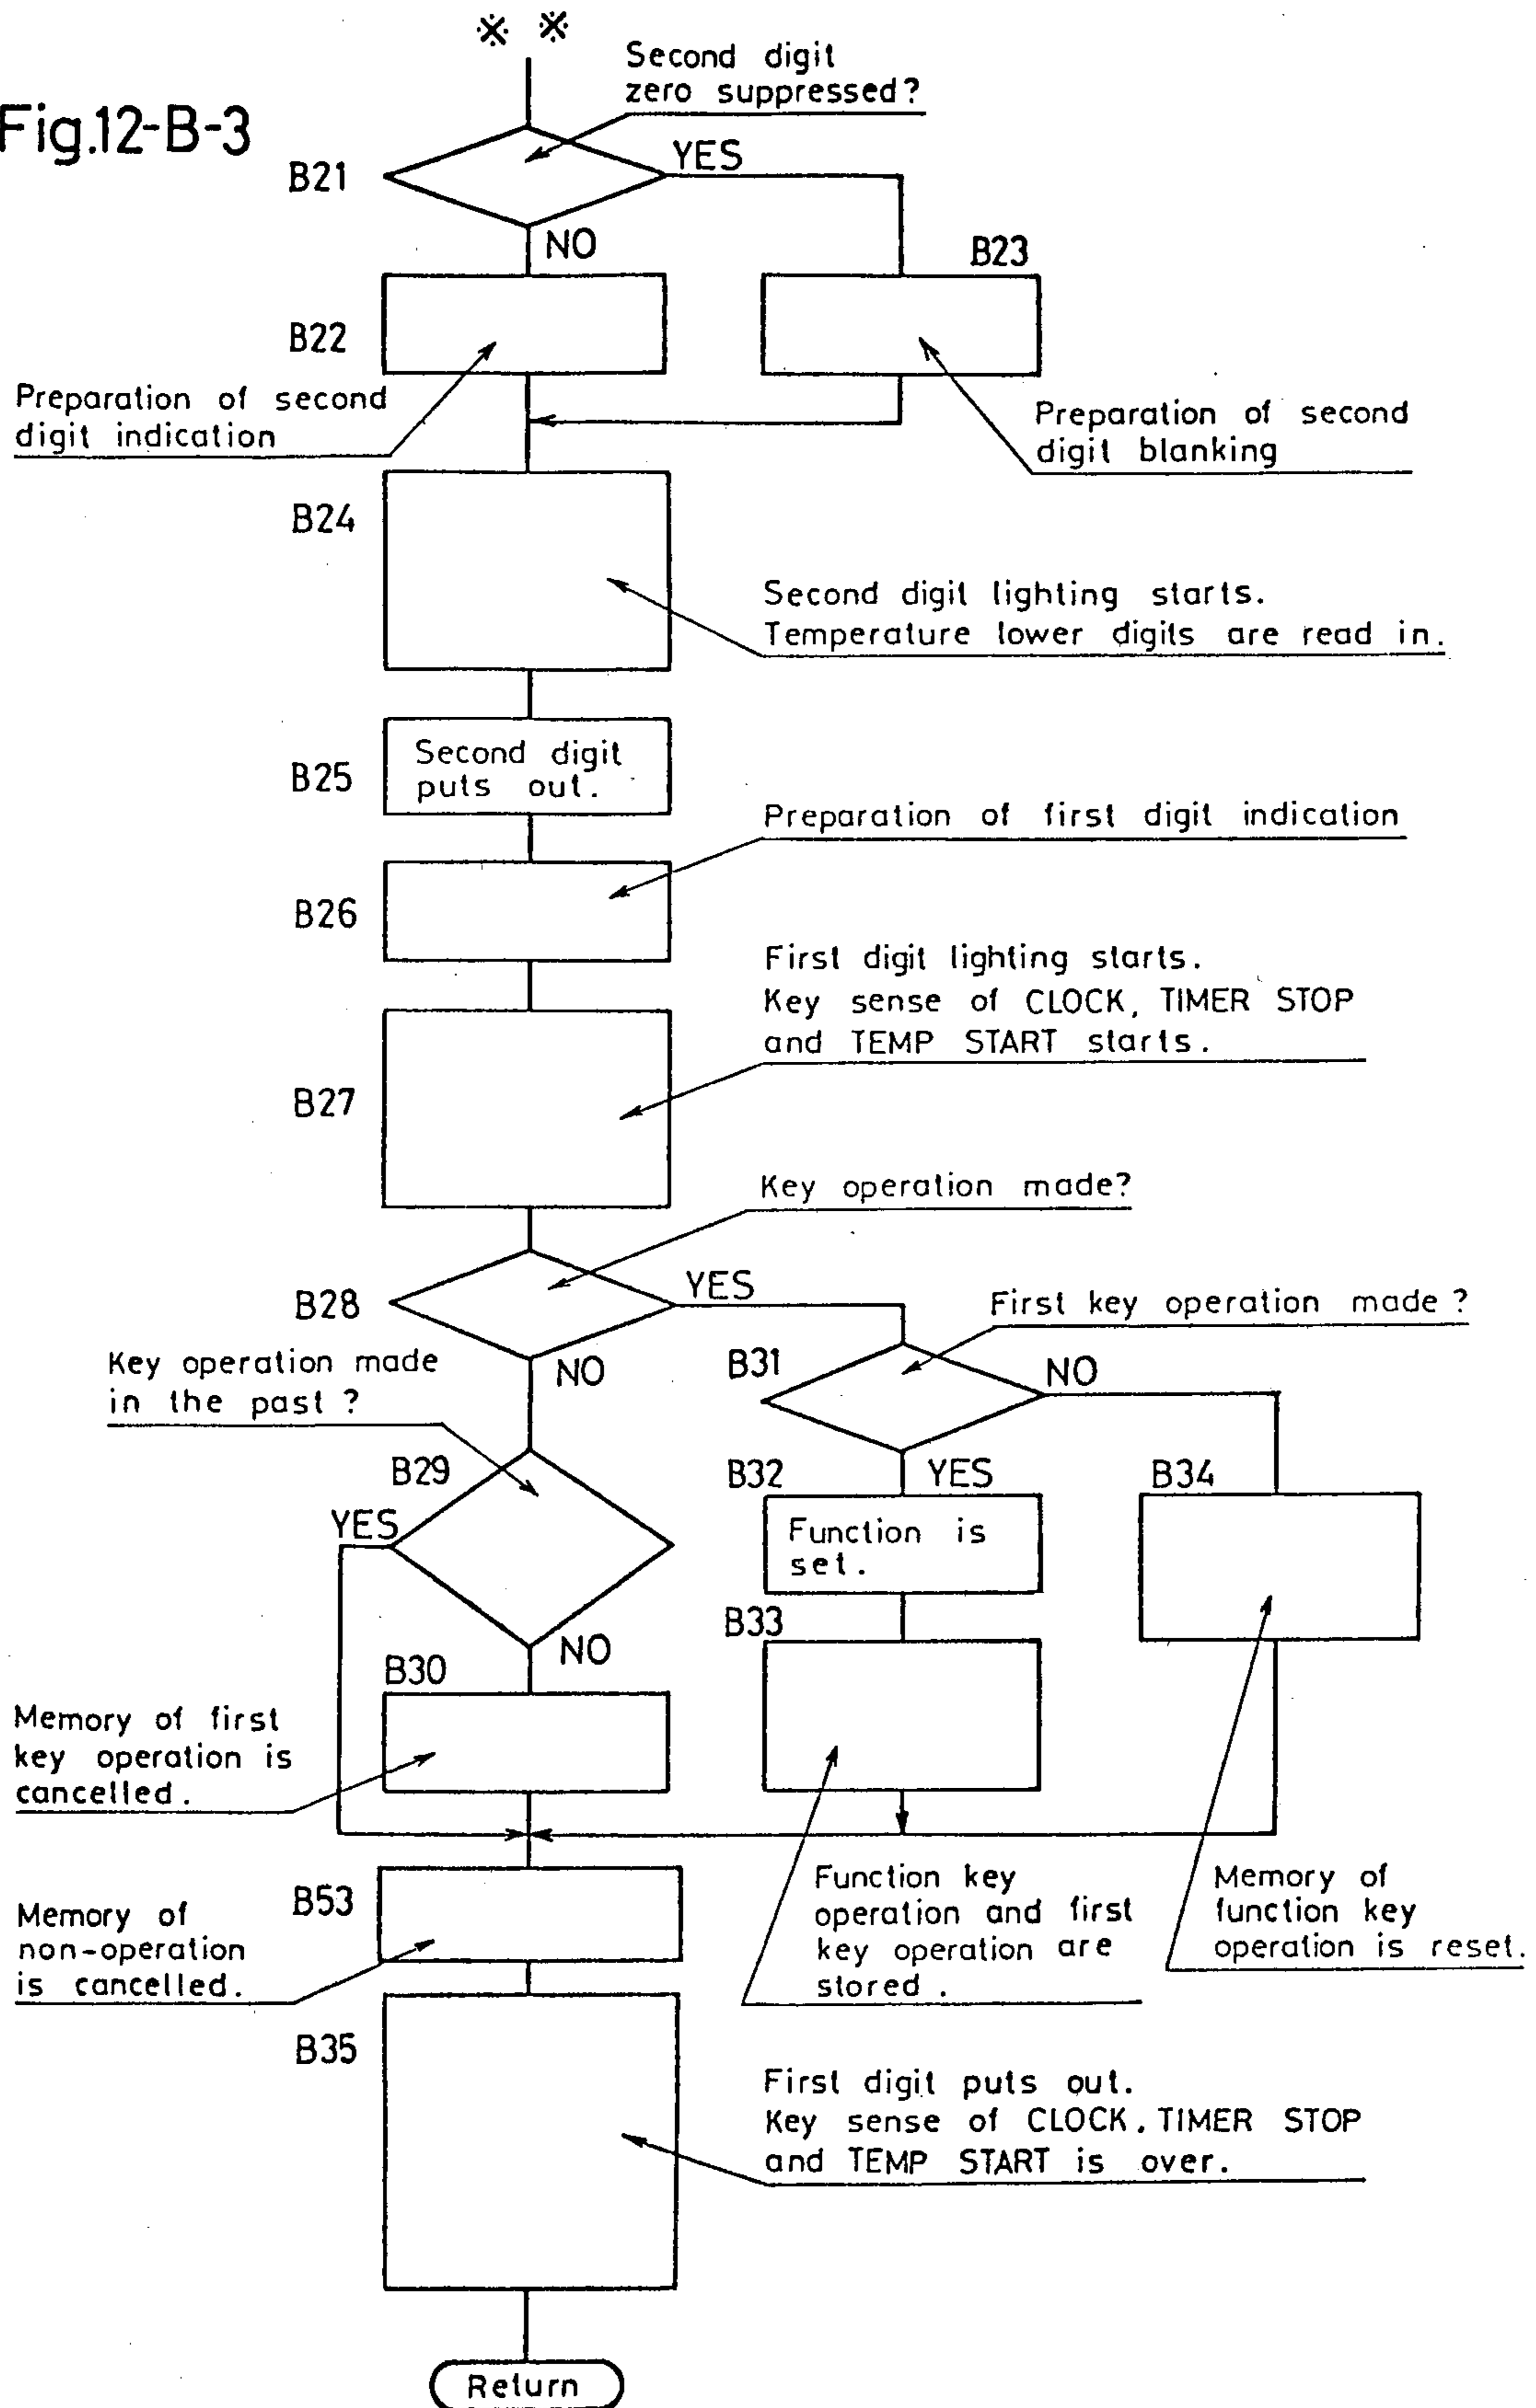 ※ ※
Second digit
zero suppressed?
Fig.12-B-3
B21
YES
NO
B23
B22
Preparation of second
digit indication
Preparation of second
digit blanking
B24
Second digit lighting starts.
Temperature lower digits are read in.
B25
Second digit
puts out.
Preparation of first digit indication
B26
First digit lighting starts.
Key sense of CLOCK, TIMER STOP
and TEMP START starts.
B27
Key operation made?
B28
YES
First key operation made ?
Key operation made
in the past ?
NO
B31
NO
B29
YES
B32
YES
B34
Function is
set.
B33
NO
B30
Memory of first
key operation is
cancelled.
B53
Memory of
non-operation
is cancelled.
Function key
operation and first
key operation are
stored.
Memory of
function key
operation is reset.
B35
First digit puts out.
Key sense of CLOCK, TIMER STOP
and TEMP START is over.
Return